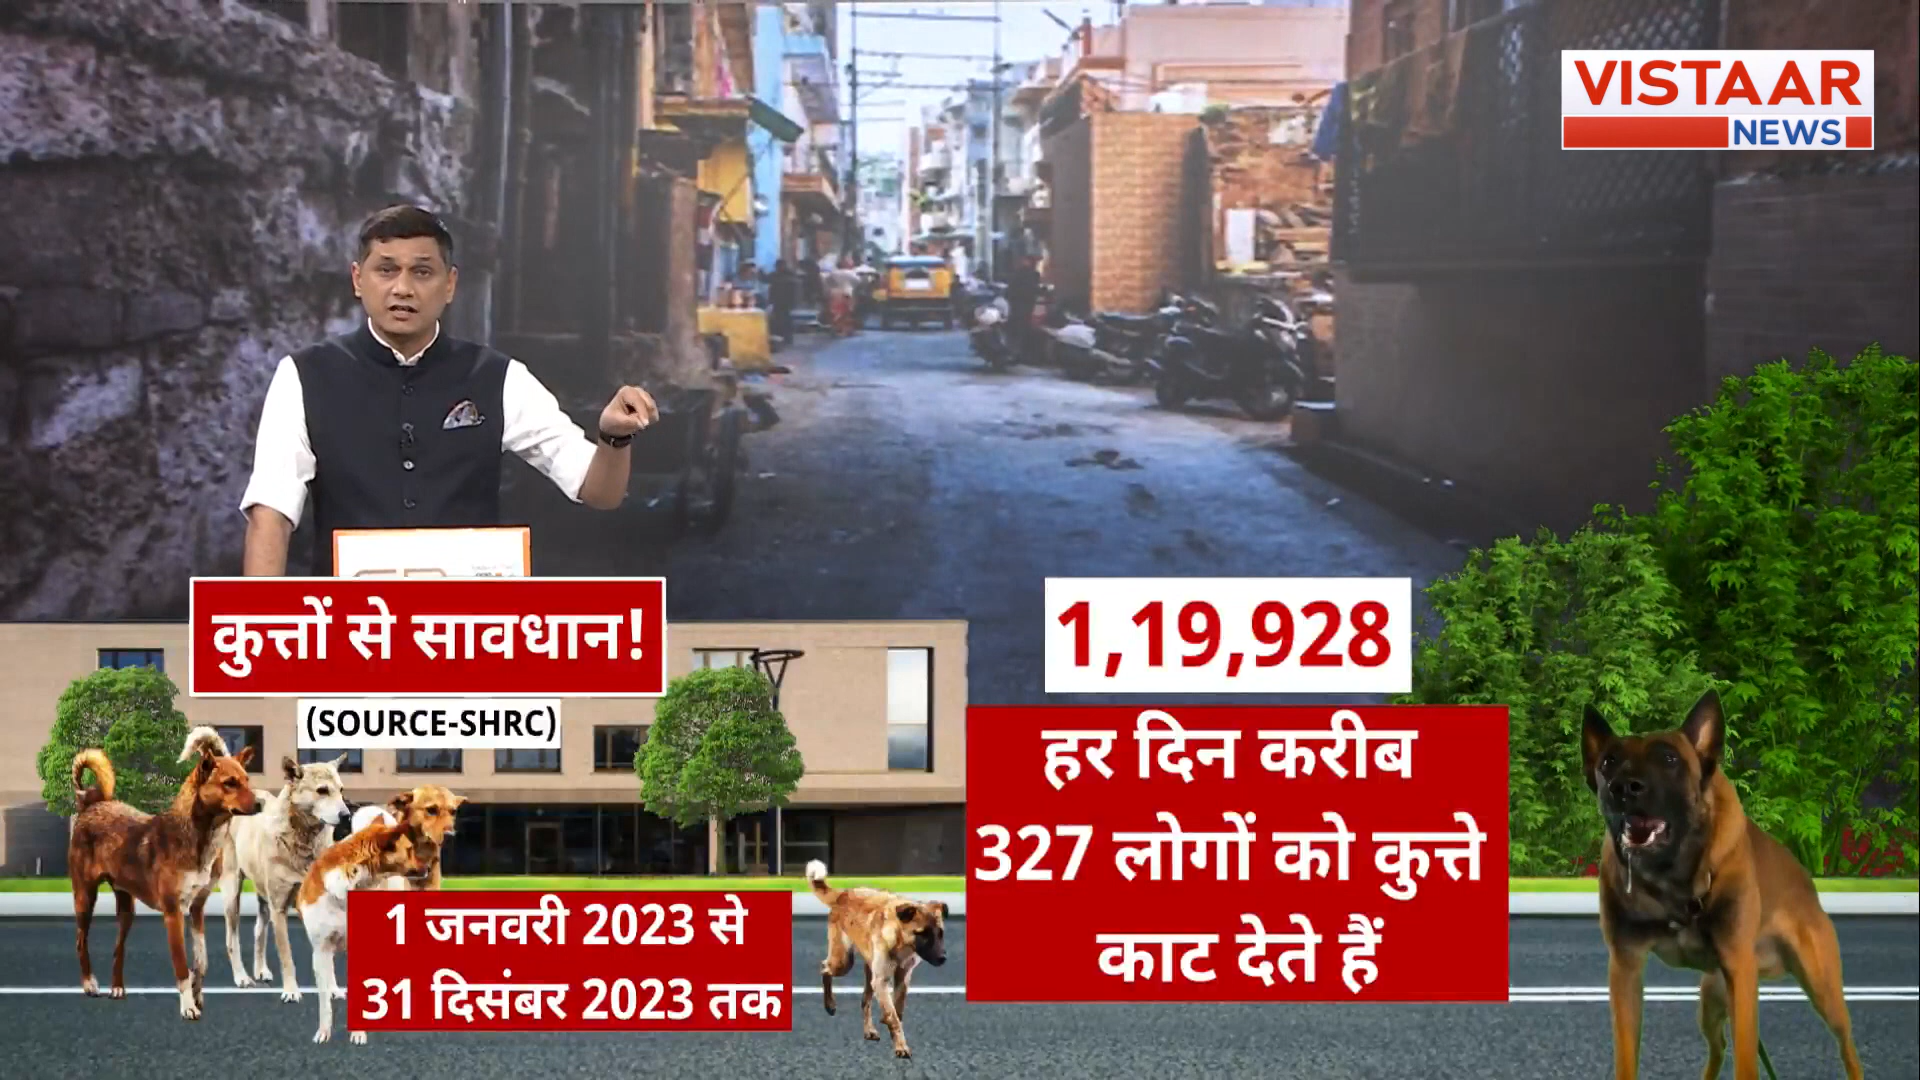 VISTAAR
NEWS
कुत्तों से सावधान!
(SOURCE-SHRC)
1 जनवरी 2023 से
31 दिसंबर 2023 तक
1,19,928
हर दिन करीब
327 लोगों को कुत्ते
काट देते हैं